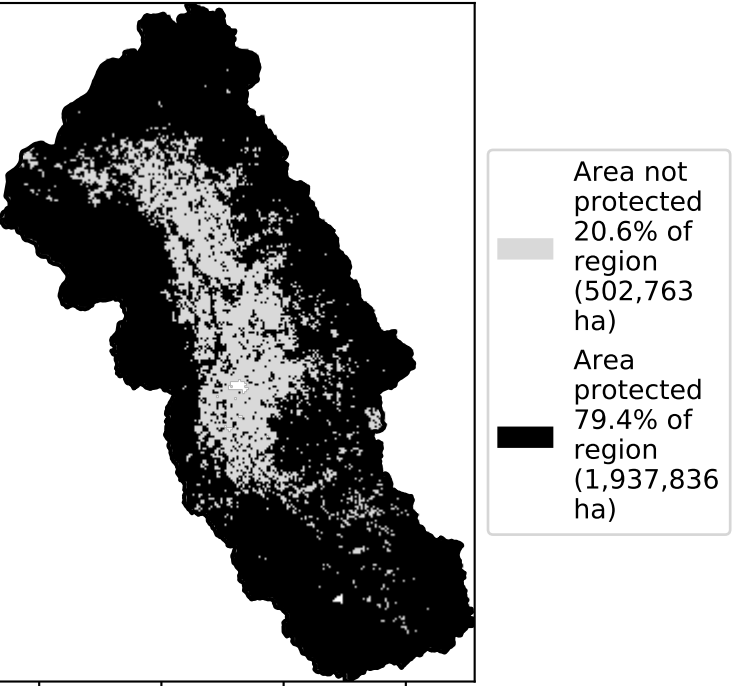 Area not
protected
20.6% of
region
(502,763
ha)
Area
protected
79.4% of
region
(1,937,836
ha)